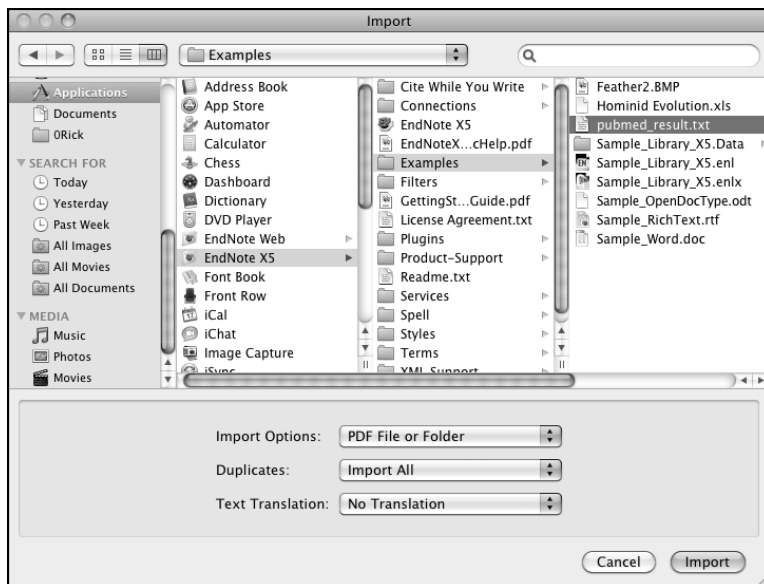 Import
Examples
Applications
Documents
0Rick
SEARCH FOR
Today
Yesterday
Past Week
All Images
All Movies
All Documents
MEDIA
Music
Photos
Movies
Address Book
App Store
Automator
Calculator
Chess
Dashboard
Dictionary
DVD Player
EndNote Web
EndNote X5
Font Book
Front Row
iCal
iChat
Image Capture
iSync
Cite While You Write
Connections
EndNote X5
EndNoteX...cHelp.pdf
Examples
Filters
GettingSt...Guide.pdf
License Agreement.txt
Plugins
Product-Support
Readme.txt
Services
Spell
Styles
Terms
XML Support
Feather2.BMP
Hominid Evolution.xls
pubmed_result.txt
Sample_Library_X5.Data
Sample_Library_X5.enl
Sample_Library_X5.enlx
Sample_OpenDocType.odt
Sample_RichText.rtf
Sample_Word.doc
Import Options: PDF File or Folder
Duplicates: Import All
Text Translation: No Translation
Cancel Import